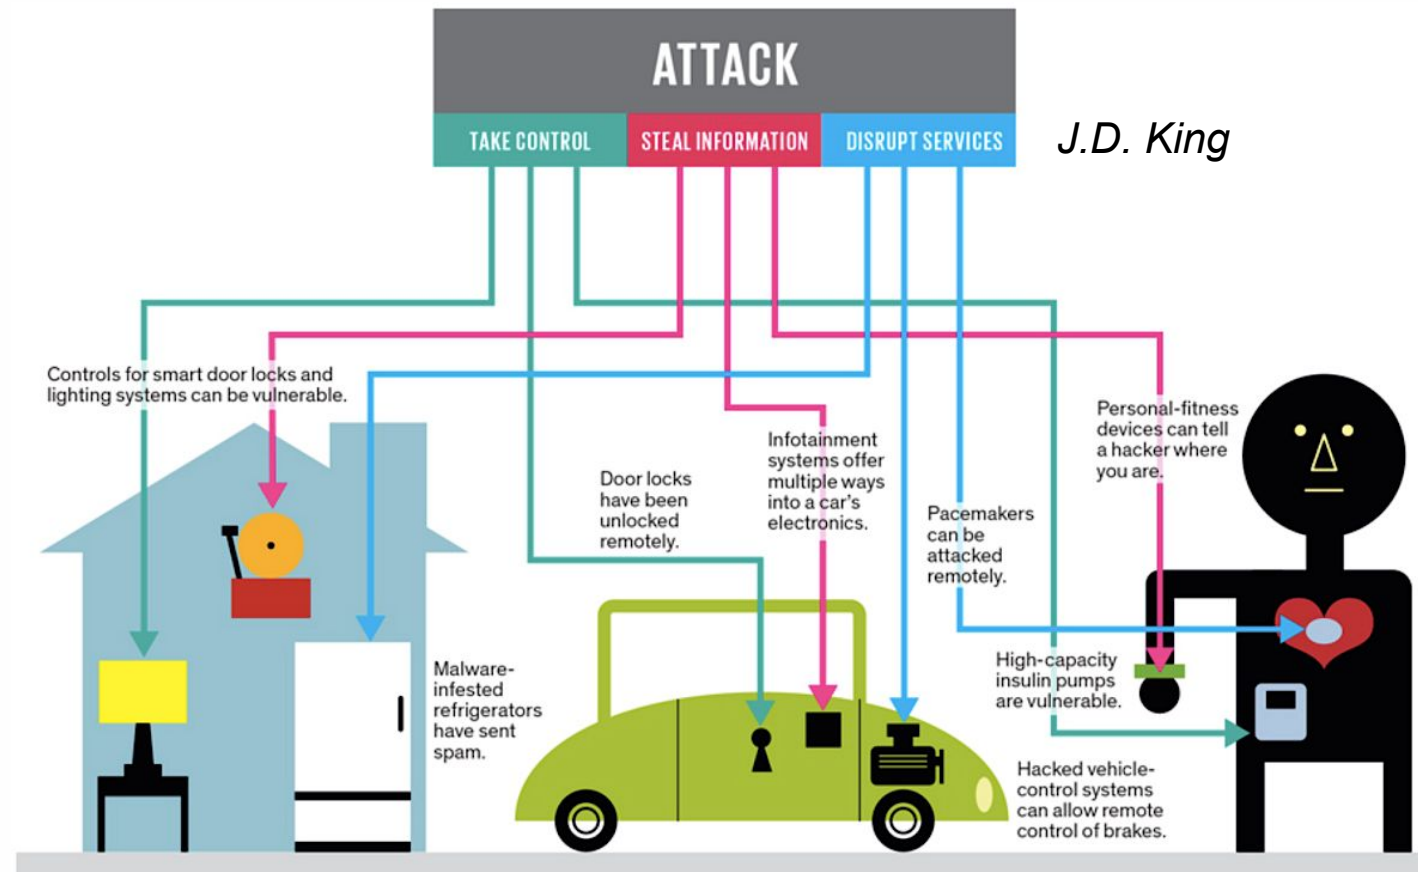 ATTACK
TAKE CONTROL
STEAL INFORMATION
DISRUPT SERVICES
J.D. King
Controls for smart door locks and
lighting systems can be vulnerable.
Malware-
infested
refrigerators
have sent
spam.
Door locks
have been
unlocked
remotely.
Infotainment
systems offer
multiple ways
into a car's
electronics.
Pacemakers
can be
attacked
remotely.
Personal-fitness
devices can tell
a hacker where
you are.
High-capacity
insulin pumps
are vulnerable.
Hacked vehicle-
control systems
can allow remote
control of brakes.